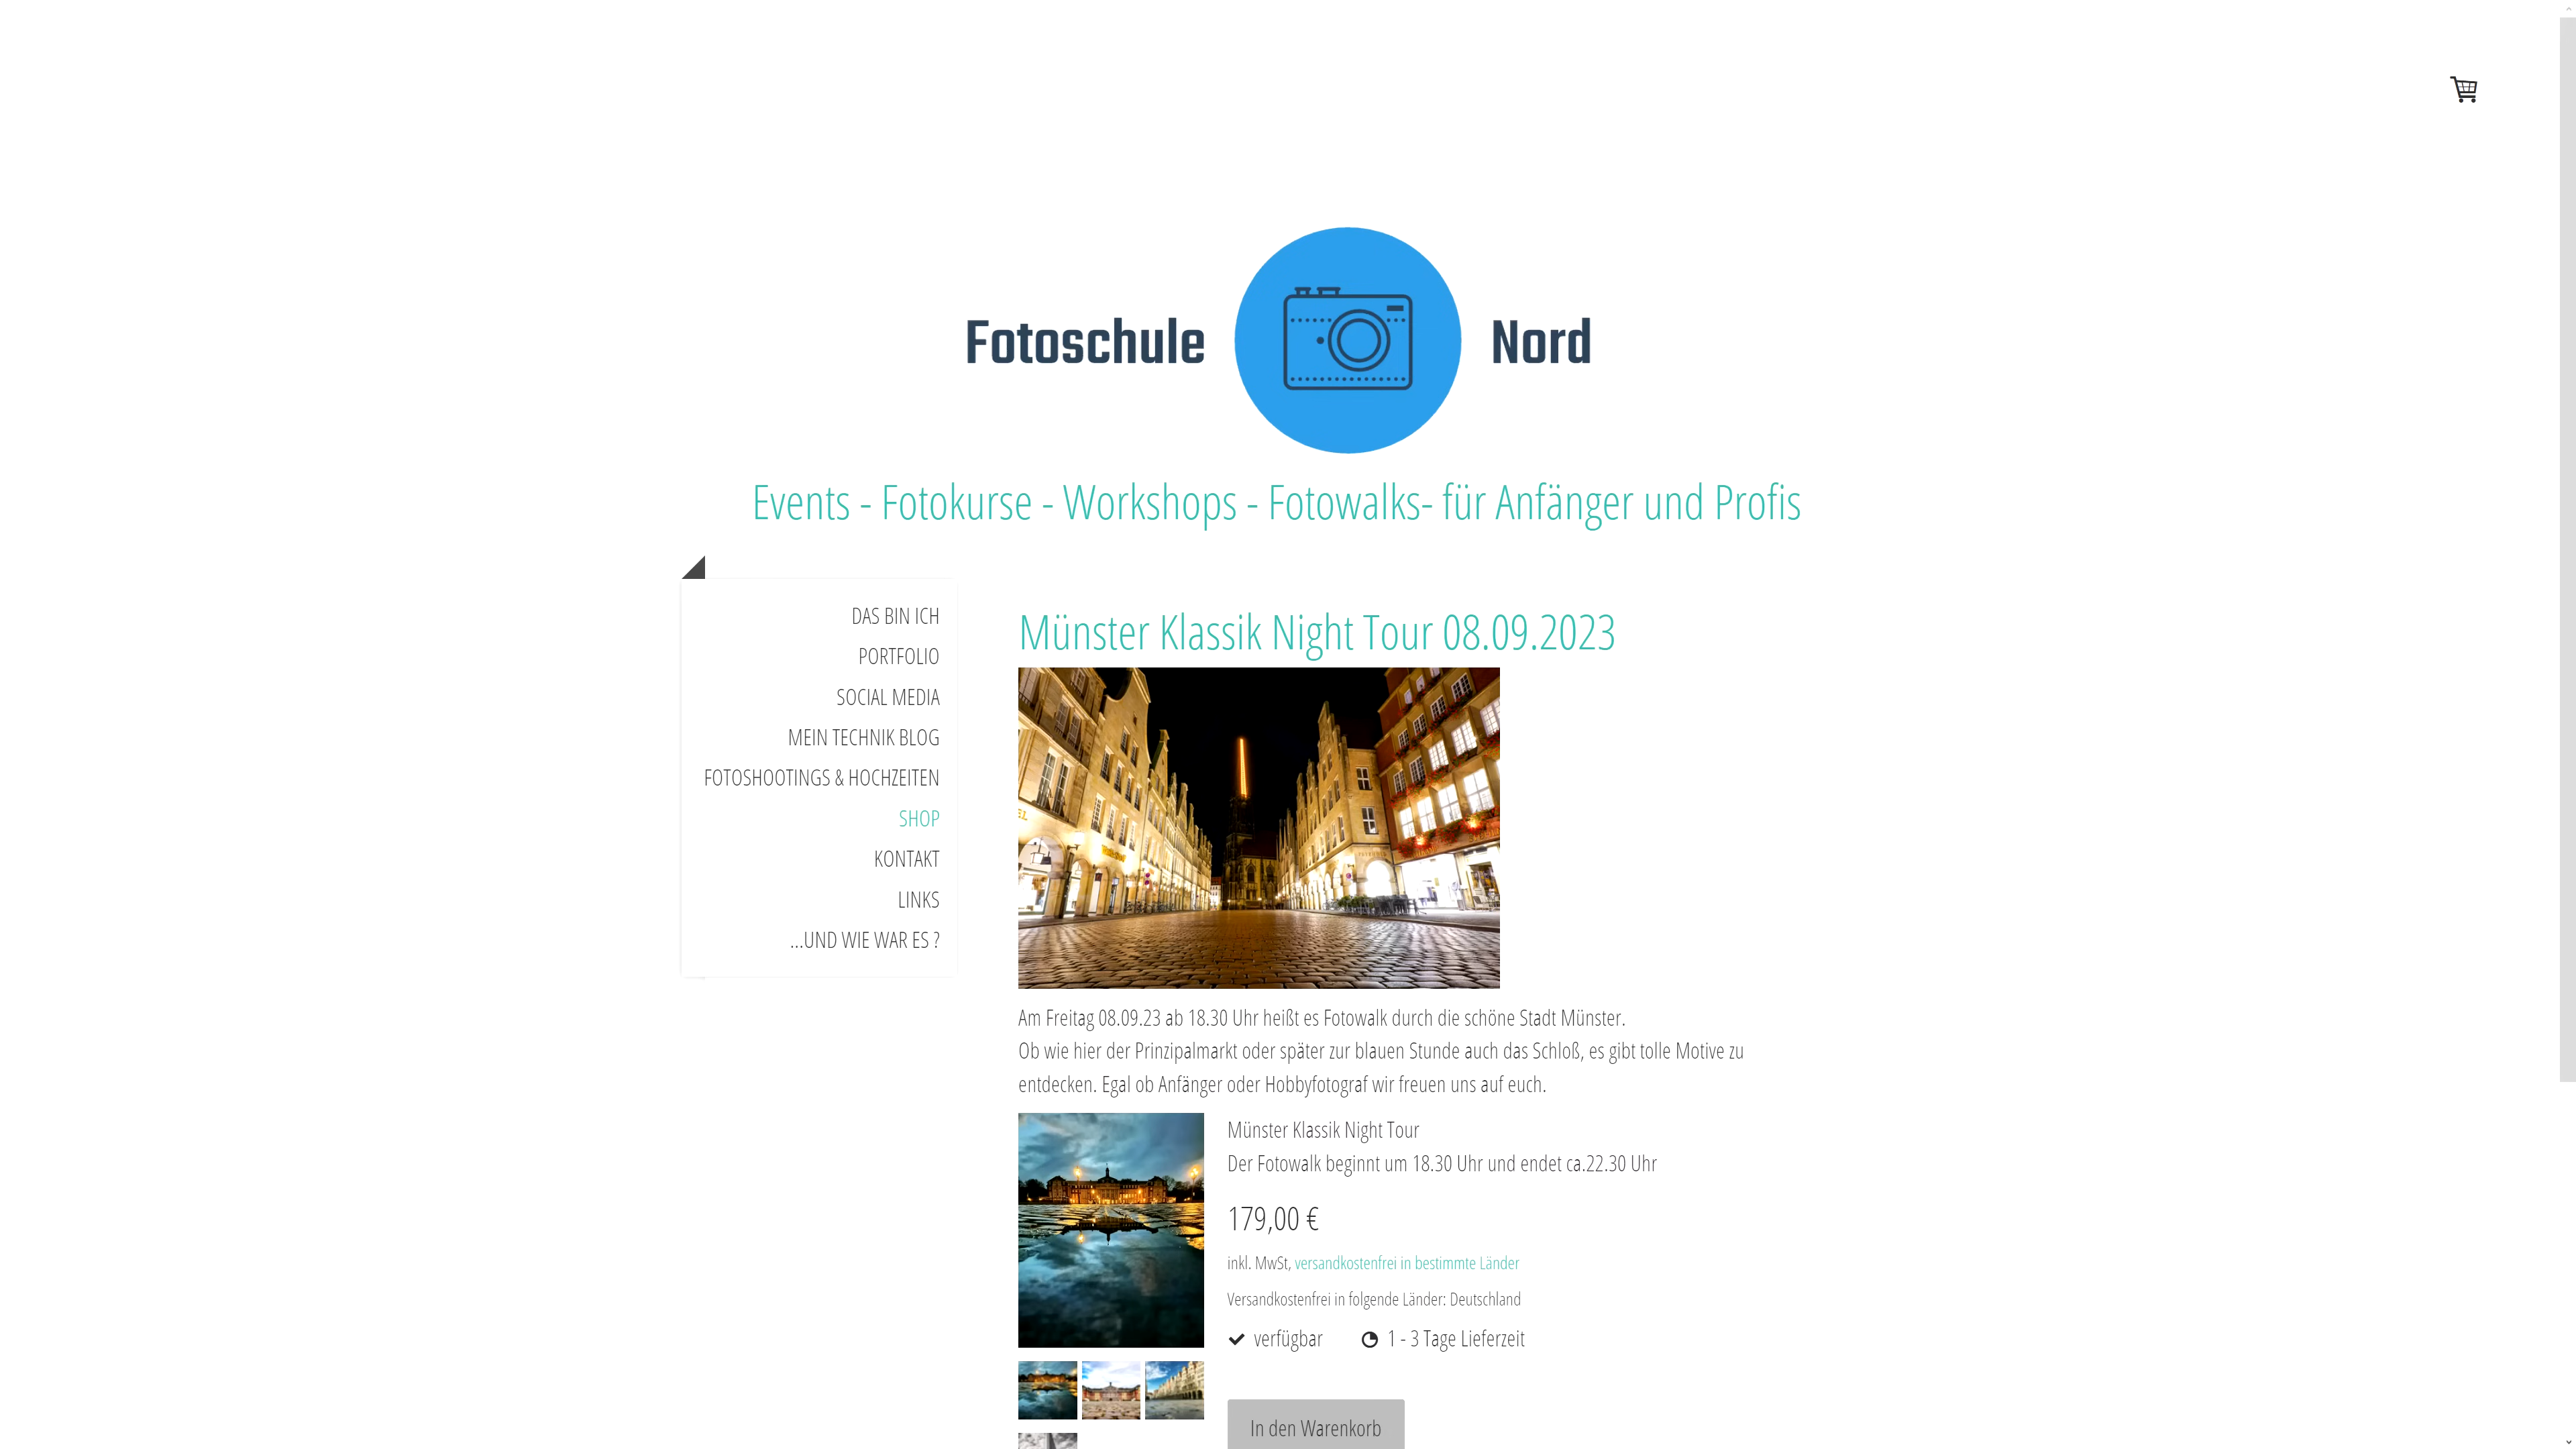 Fotoschule Nord
Events - Fotokurse - Workshops - Fotowalks- für Anfänger und Profis
DAS BIN ICH
PORTFOLIO
SOCIAL MEDIA
MEIN TECHNIK BLOG
FOTOSHOOTINGS & HOCHZEITEN
SHOP
KONTAKT
LINKS
...UND WIE WAR ES ?
Münster Klassik Night Tour 08.09.2023
Am Freitag 08.09.23 ab 18.30 Uhr heißt es Fotowalk durch die schöne Stadt Münster.
Ob wie hier der Prinzipalmarkt oder später zur blauen Stunde auch das Schloß, es gibt tolle Motive zu
entdecken. Egal ob Anfänger oder Hobbyfotograf wir freuen uns auf euch.
Münster Klassik Night Tour
Der Fotowalk beginnt um 18.30 Uhr und endet ca.22.30 Uhr
179,00 €
inkl. MwSt, versandkostenfrei in bestimmte Länder
Versandkostenfrei in folgende Länder: Deutschland
verfügbar 1 - 3 Tage Lieferzeit
In den Warenkorb